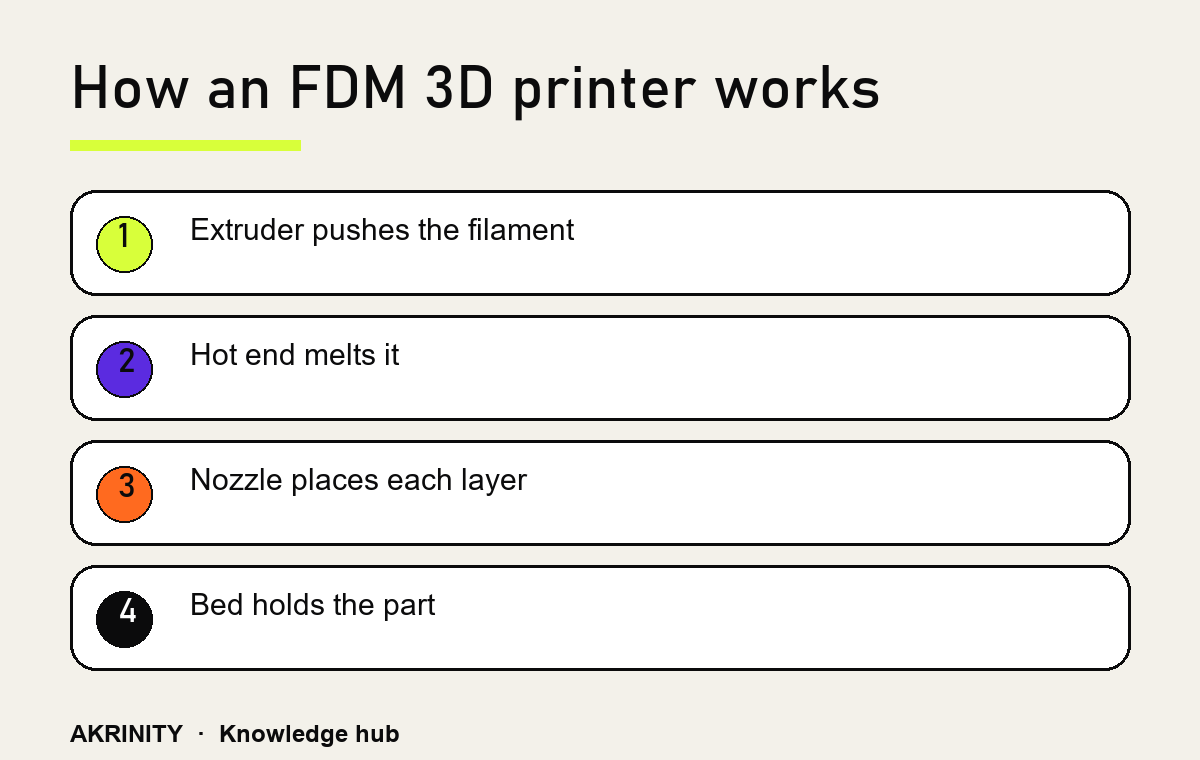 How an FDM 3D printer works
1 Extruder pushes the filament
2 Hot end melts it
3 Nozzle places each layer
4 Bed holds the part
AKRINITY · Knowledge hub